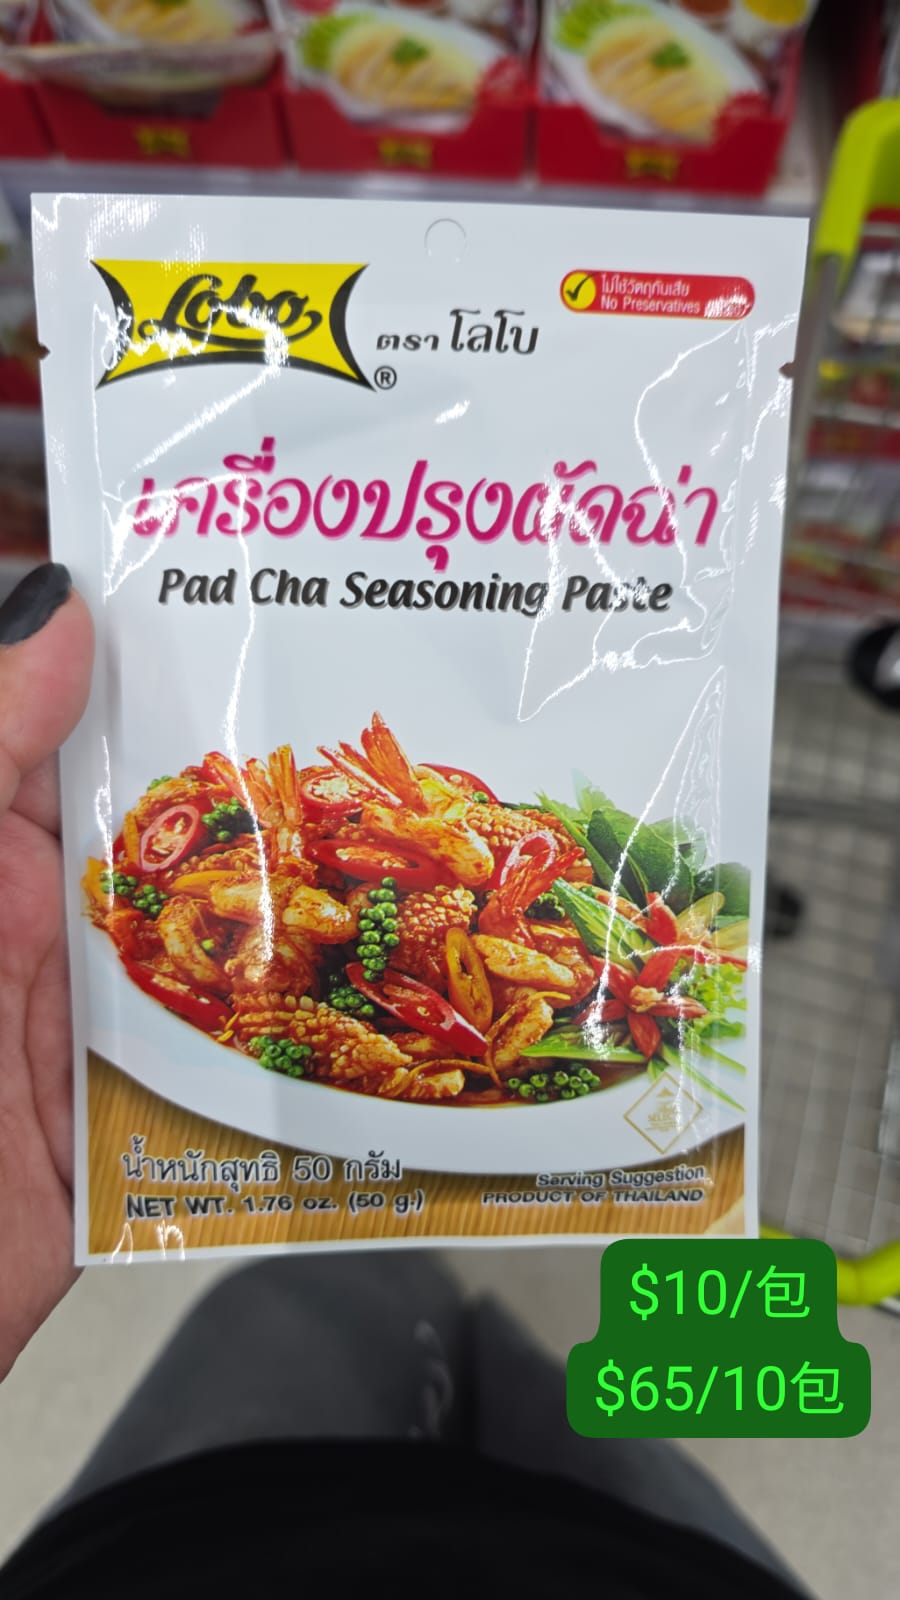 Lobo
®
ตรา โลโบ
ไม่ใช้วัตถุกันเสีย
No Preservatives
เครื่องปรุงผัดฉ่า
Pad Cha Seasoning Paste
น้ำหนักสุทธิ 50 กรัม
NET WT. 1.76 oz. (50 g.)
Serving Suggestion
PRODUCT OF THAILAND
$10/包
$65/10包